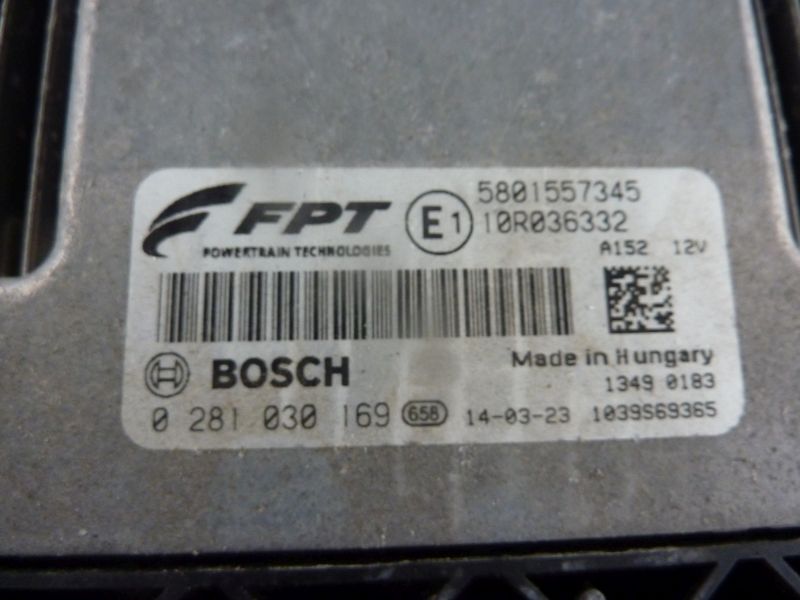 FPT
POWERTRAIN TECHNOLOGIES
E1
5801557345
10R036332
A152 12V
BOSCH
Made in Hungary
1349 0183
0 281 030 169 658 14-03-23 1039S69365